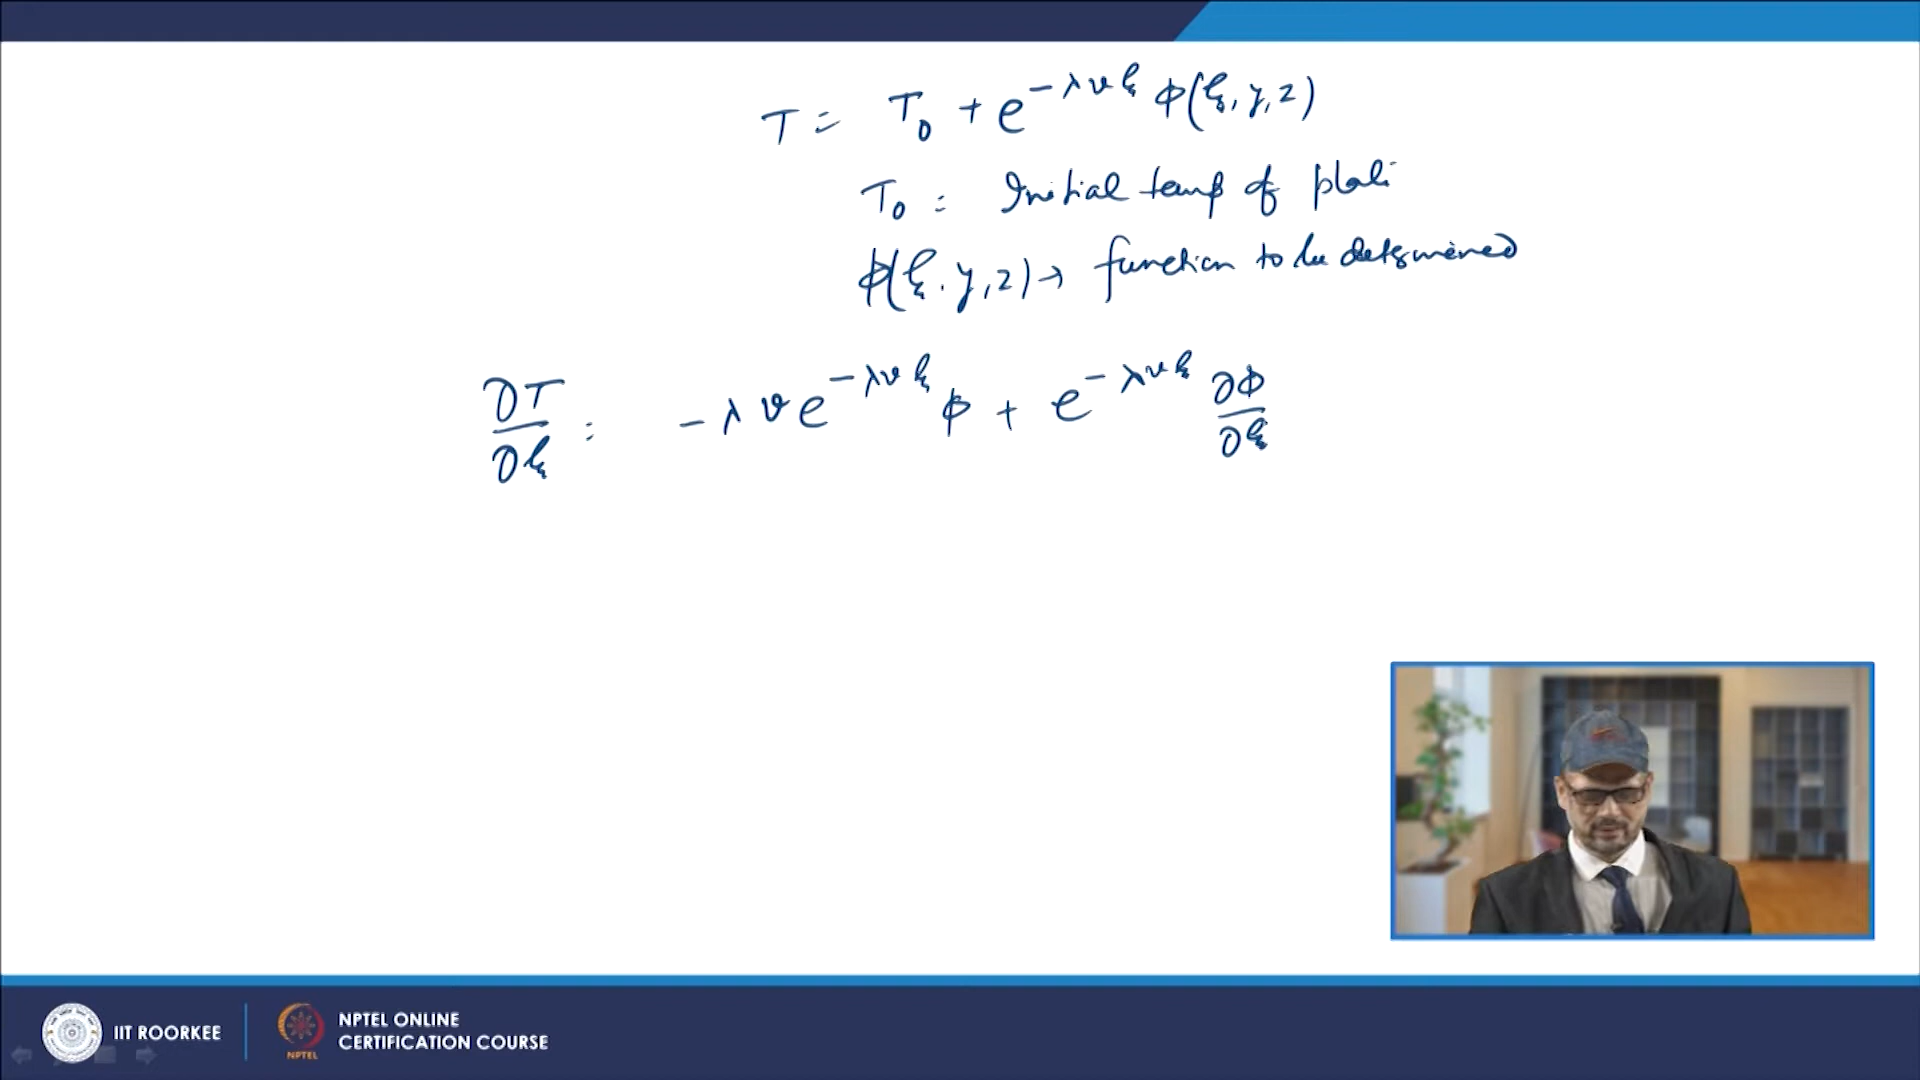 T = T₀ + e^(-λvξ) φ(ξ, y, z)
T₀ = Initial temp of plate
φ(ξ, y, z) → function to be determined
∂T/∂ξ = -λ v e^(-λvξ) φ + e^(-λvξ) ∂φ/∂ξ
IIT ROORKEE
NPTEL
NPTEL ONLINE
CERTIFICATION COURSE